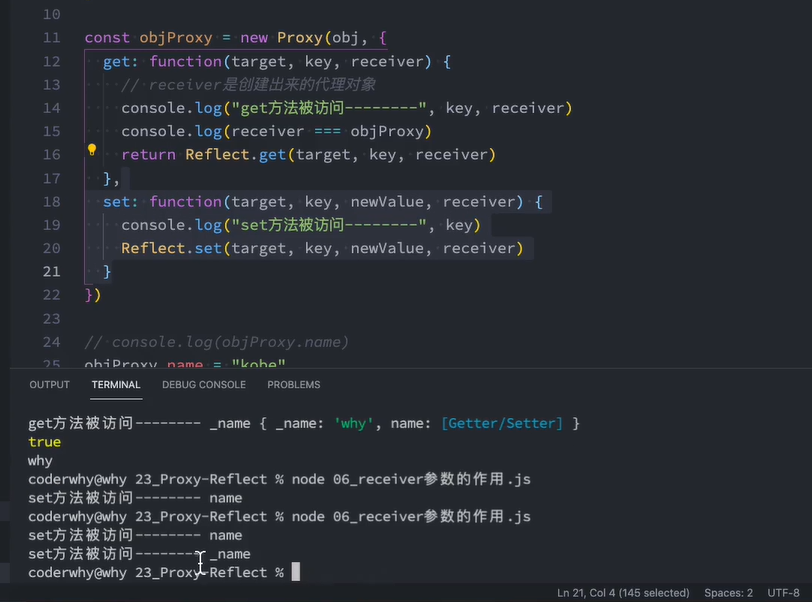 10
11 const objProxy = new Proxy(obj, {
12 get: function(target, key, receiver) {
13 // receiver是创建出来的代理对象
14 console.log("get方法被访问--------", key, receiver)
15 console.log(receiver === objProxy)
16 return Reflect.get(target, key, receiver)
17 },
18 set: function(target, key, newValue, receiver) {
19 console.log("set方法被访问--------", key)
20 Reflect.set(target, key, newValue, receiver)
21 }
22 })
23
24 // console.log(objProxy.name)
25 objProxy.name = "kobe"
OUTPUT TERMINAL DEBUG CONSOLE PROBLEMS
get方法被访问-------- _name { _name: 'why', name: [Getter/Setter] }
true
why
coderwhy@why 23_Proxy-Reflect % node 06_receiver参数的作用.js
set方法被访问-------- name
coderwhy@why 23_Proxy-Reflect % node 06_receiver参数的作用.js
set方法被访问-------- name
set方法被访问-------- _name
coderwhy@why 23_Proxy-Reflect %
Ln 21, Col 4 (145 selected) Spaces: 2 UTF-8